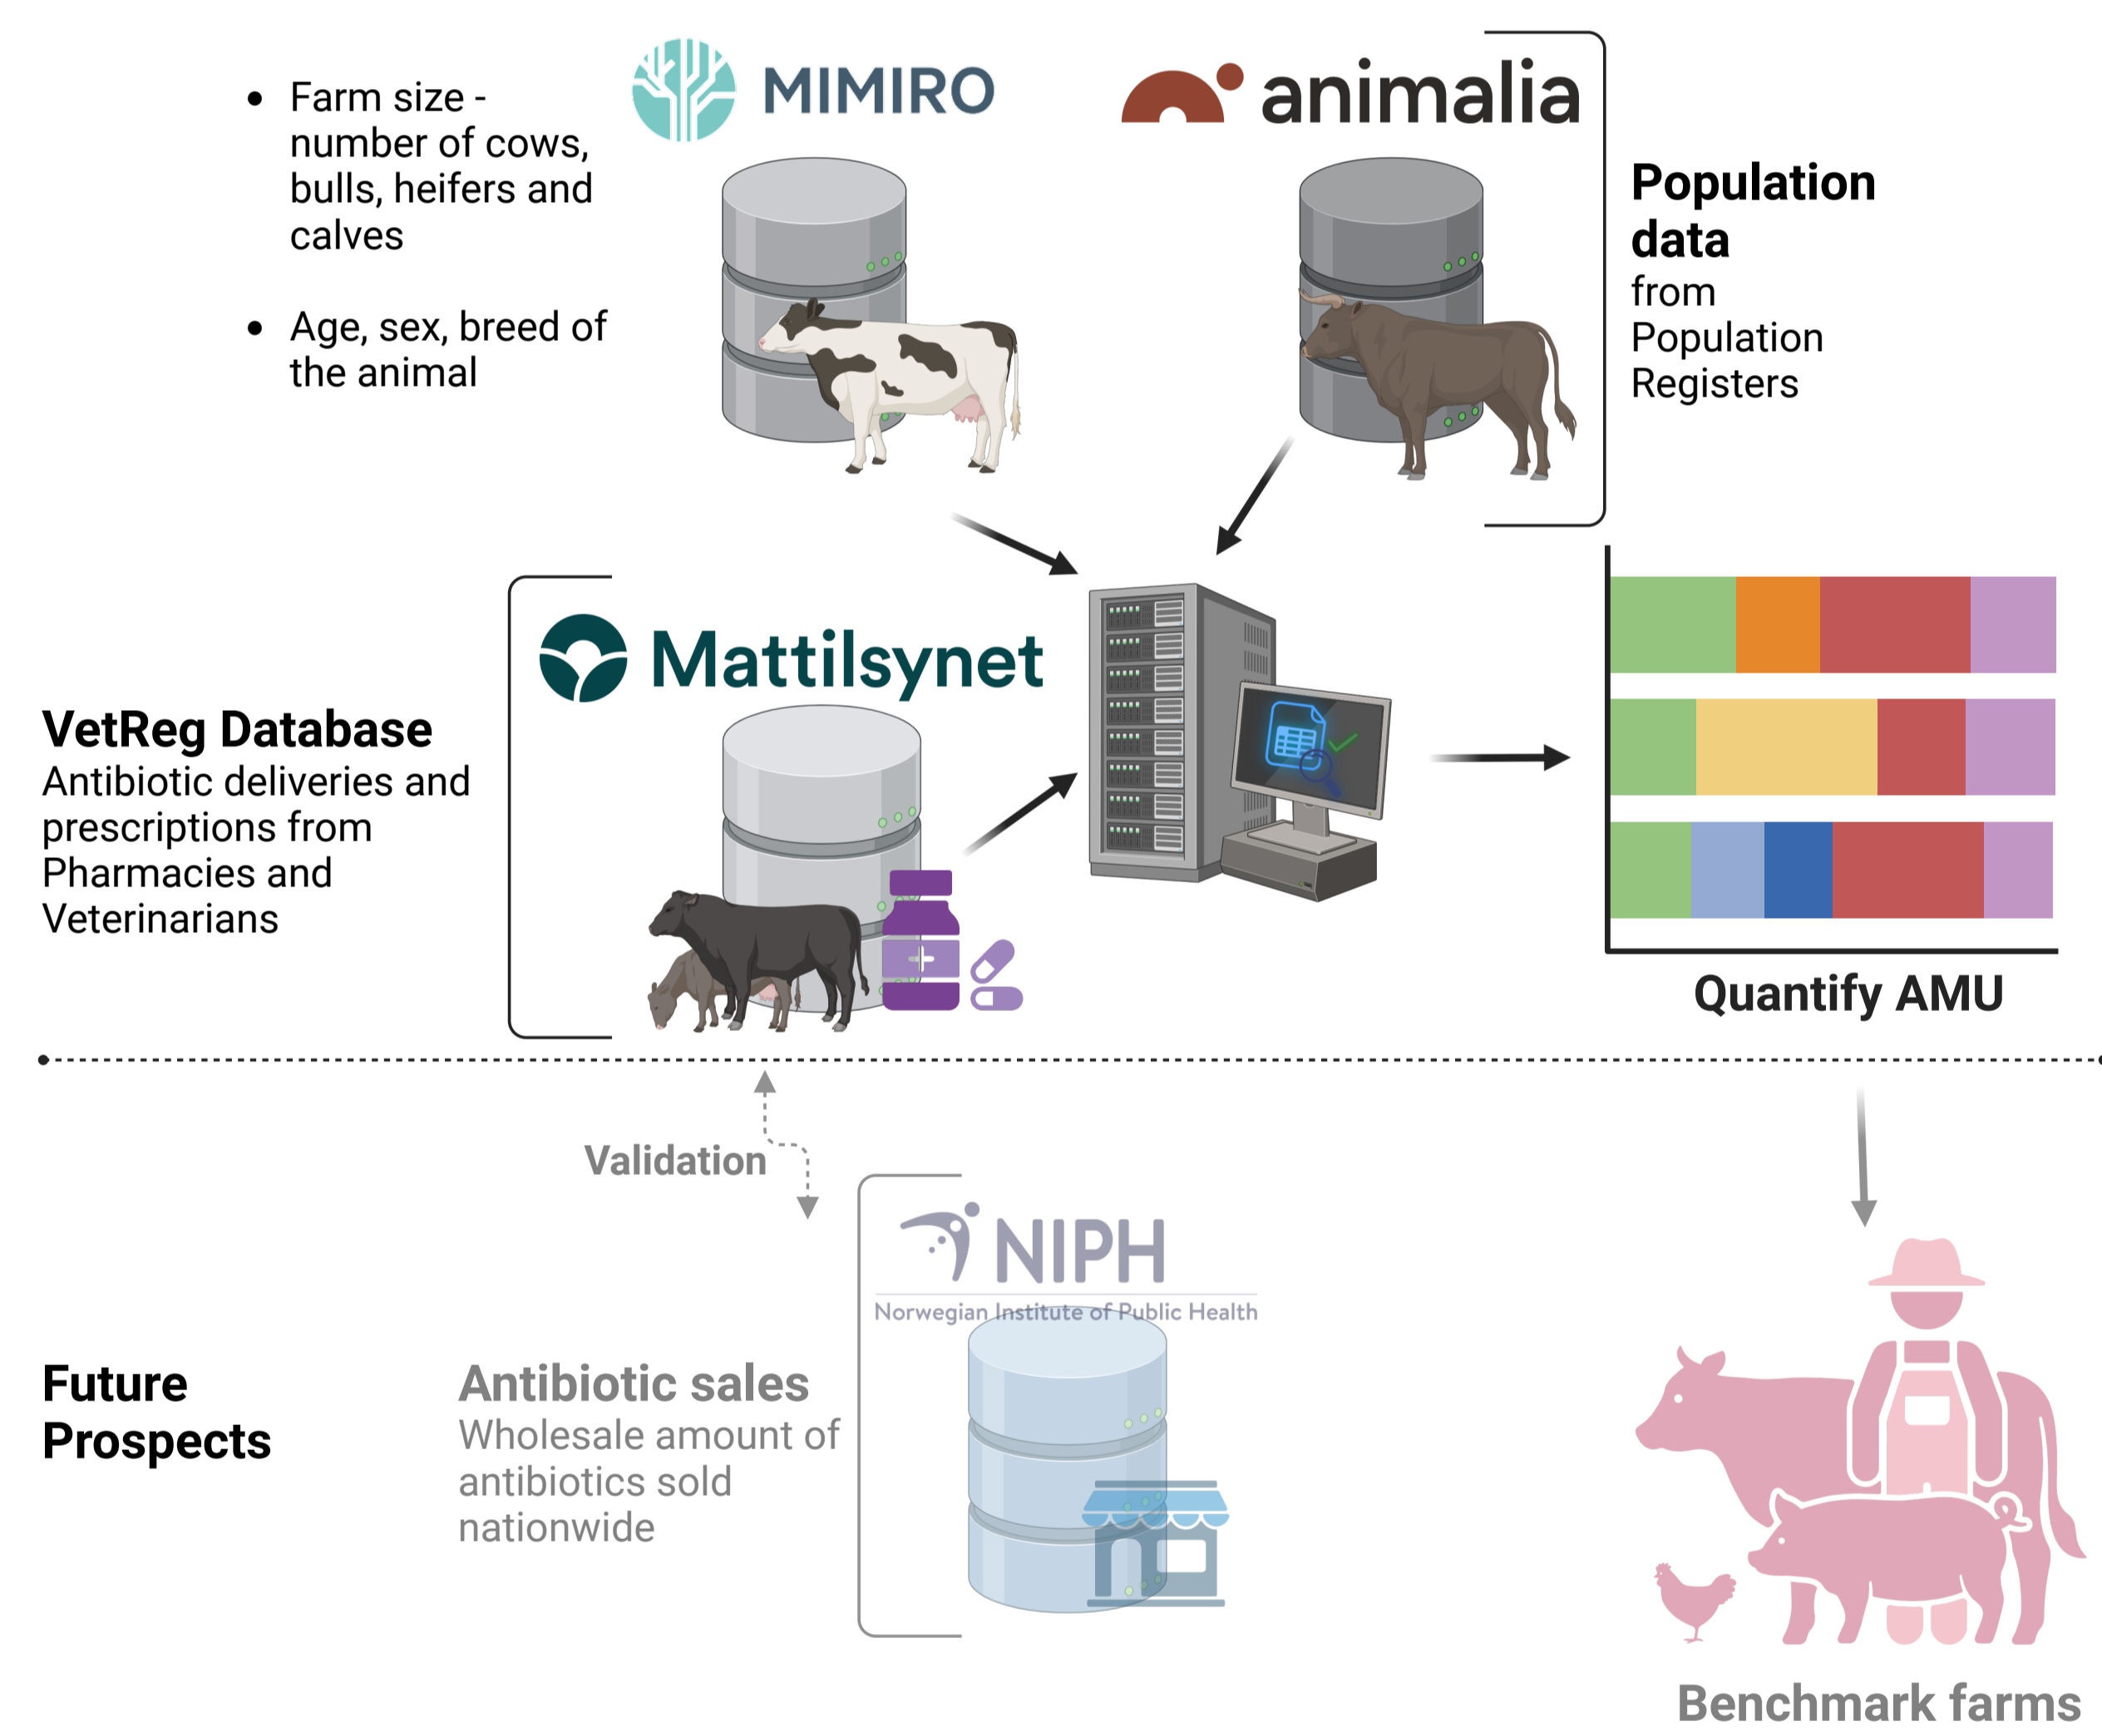 MIMIRO
animalia
• Farm size -
number of cows,
bulls, heifers and
calves
• Age, sex, breed of
the animal
Population
data
from
Population
Registers
Mattilsynet
VetReg Database
Antibiotic deliveries and
prescriptions from
Pharmacies and
Veterinarians
Quantify AMU
Validation
NIPH
Norwegian Institute of Public Health
Future
Prospects
Antibiotic sales
Wholesale amount of
antibiotics sold
nationwide
Benchmark farms